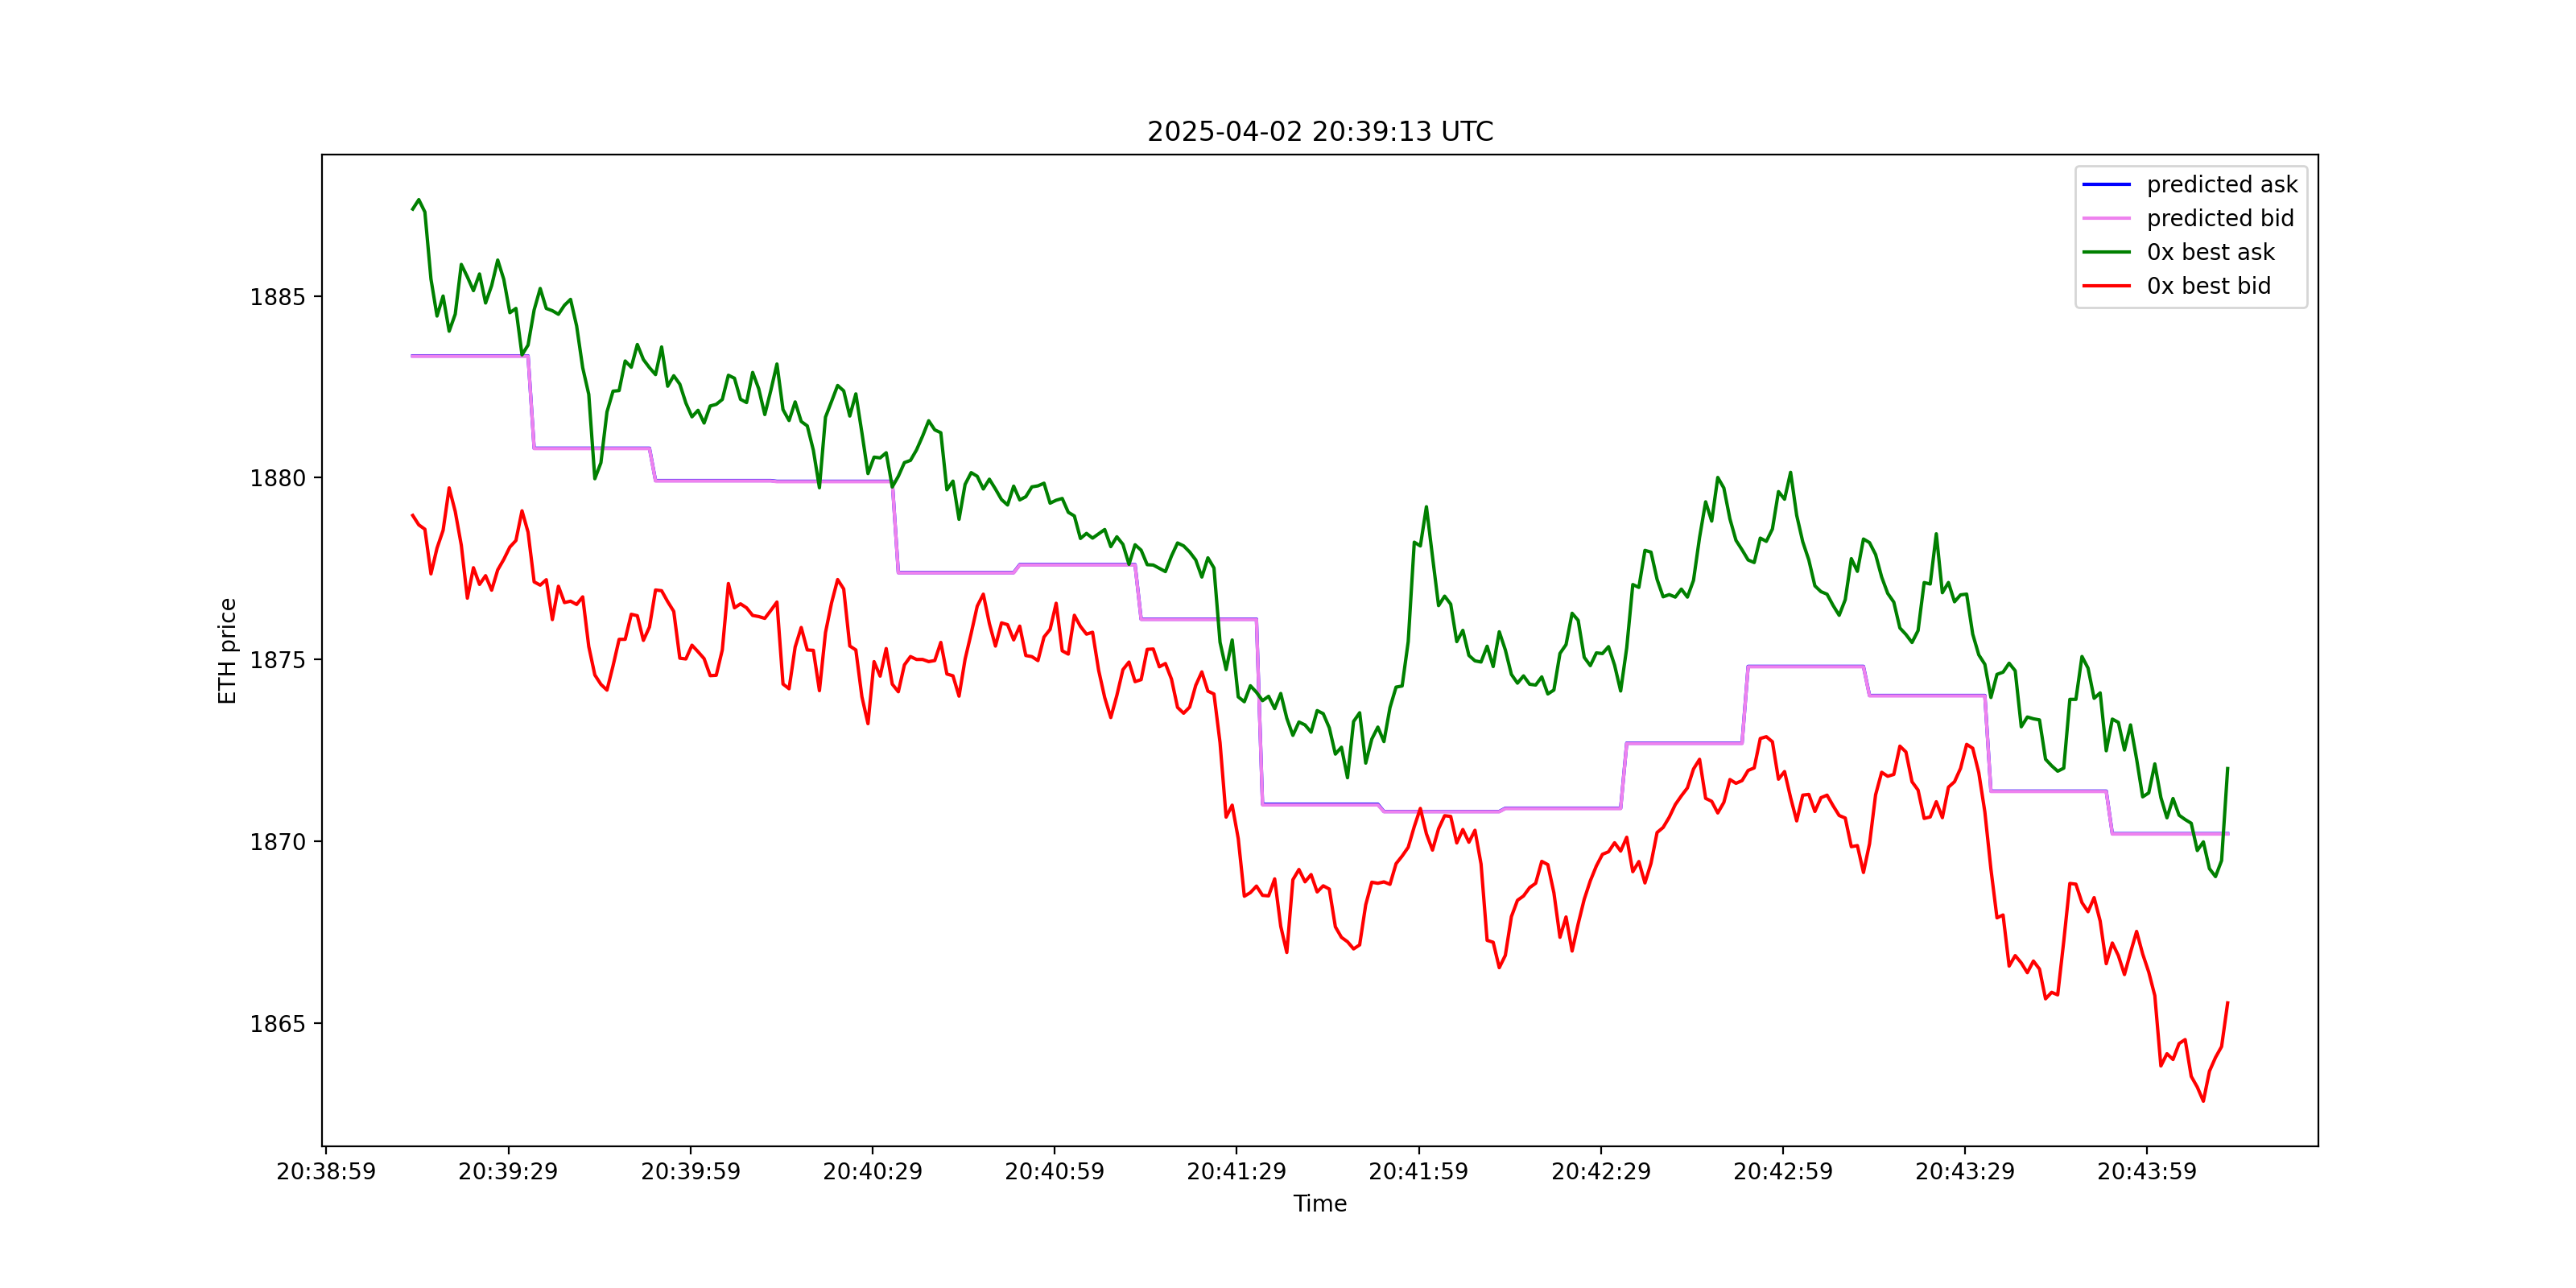 2025-04-02 20:39:13 UTC
predicted ask
predicted bid
0x best ask
0x best bid
ETH price
1885
1880
1875
1870
1865
20:38:59 20:39:29 20:39:59 20:40:29 20:40:59 20:41:29 20:41:59 20:42:29 20:42:59 20:43:29 20:43:59
Time